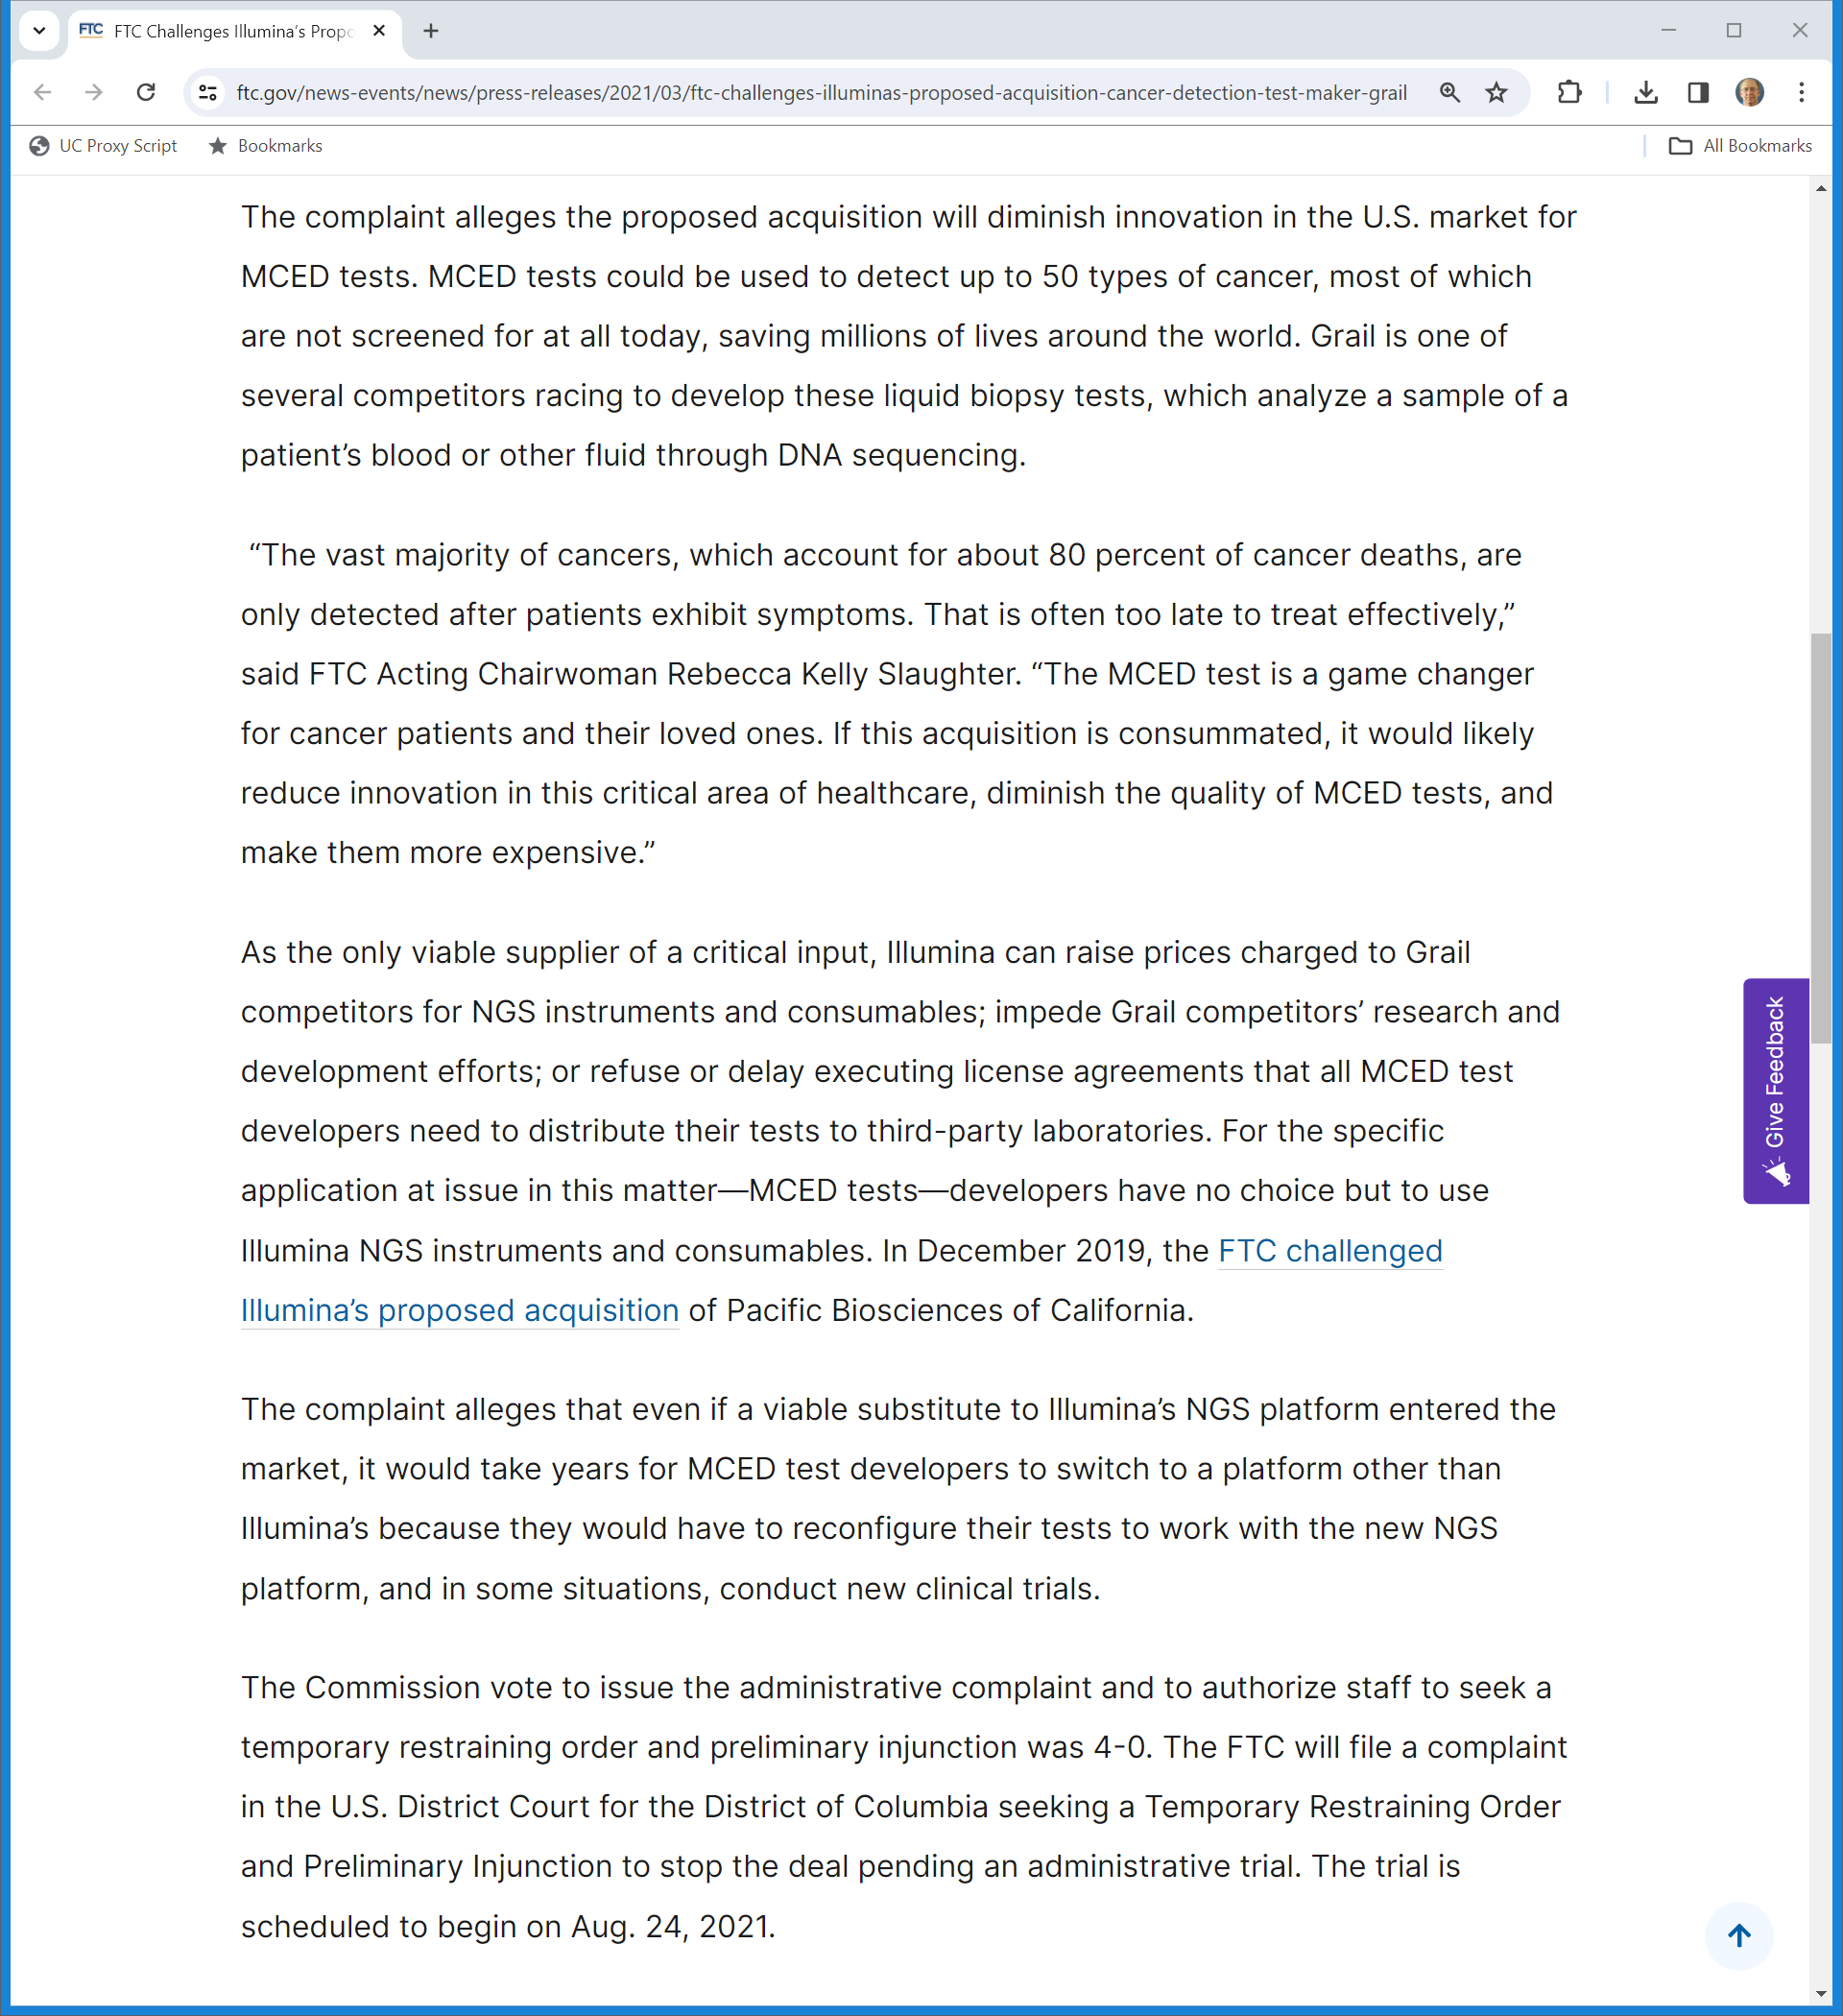 FTC FTC Challenges Illumina's Propo
ftc.gov/news-events/news/press-releases/2021/03/ftc-challenges-illuminas-proposed-acquisition-cancer-detection-test-maker-grail
UC Proxy Script Bookmarks All Bookmarks
The complaint alleges the proposed acquisition will diminish innovation in the U.S. market for
MCED tests. MCED tests could be used to detect up to 50 types of cancer, most of which
are not screened for at all today, saving millions of lives around the world. Grail is one of
several competitors racing to develop these liquid biopsy tests, which analyze a sample of a
patient’s blood or other fluid through DNA sequencing.
“The vast majority of cancers, which account for about 80 percent of cancer deaths, are
only detected after patients exhibit symptoms. That is often too late to treat effectively,”
said FTC Acting Chairwoman Rebecca Kelly Slaughter. “The MCED test is a game changer
for cancer patients and their loved ones. If this acquisition is consummated, it would likely
reduce innovation in this critical area of healthcare, diminish the quality of MCED tests, and
make them more expensive.”
As the only viable supplier of a critical input, Illumina can raise prices charged to Grail
competitors for NGS instruments and consumables; impede Grail competitors’ research and
development efforts; or refuse or delay executing license agreements that all MCED test
developers need to distribute their tests to third-party laboratories. For the specific
application at issue in this matter—MCED tests—developers have no choice but to use
Illumina NGS instruments and consumables. In December 2019, the FTC challenged
Illumina’s proposed acquisition of Pacific Biosciences of California.
The complaint alleges that even if a viable substitute to Illumina’s NGS platform entered the
market, it would take years for MCED test developers to switch to a platform other than
Illumina’s because they would have to reconfigure their tests to work with the new NGS
platform, and in some situations, conduct new clinical trials.
The Commission vote to issue the administrative complaint and to authorize staff to seek a
temporary restraining order and preliminary injunction was 4-0. The FTC will file a complaint
in the U.S. District Court for the District of Columbia seeking a Temporary Restraining Order
and Preliminary Injunction to stop the deal pending an administrative trial. The trial is
scheduled to begin on Aug. 24, 2021.
Give Feedback